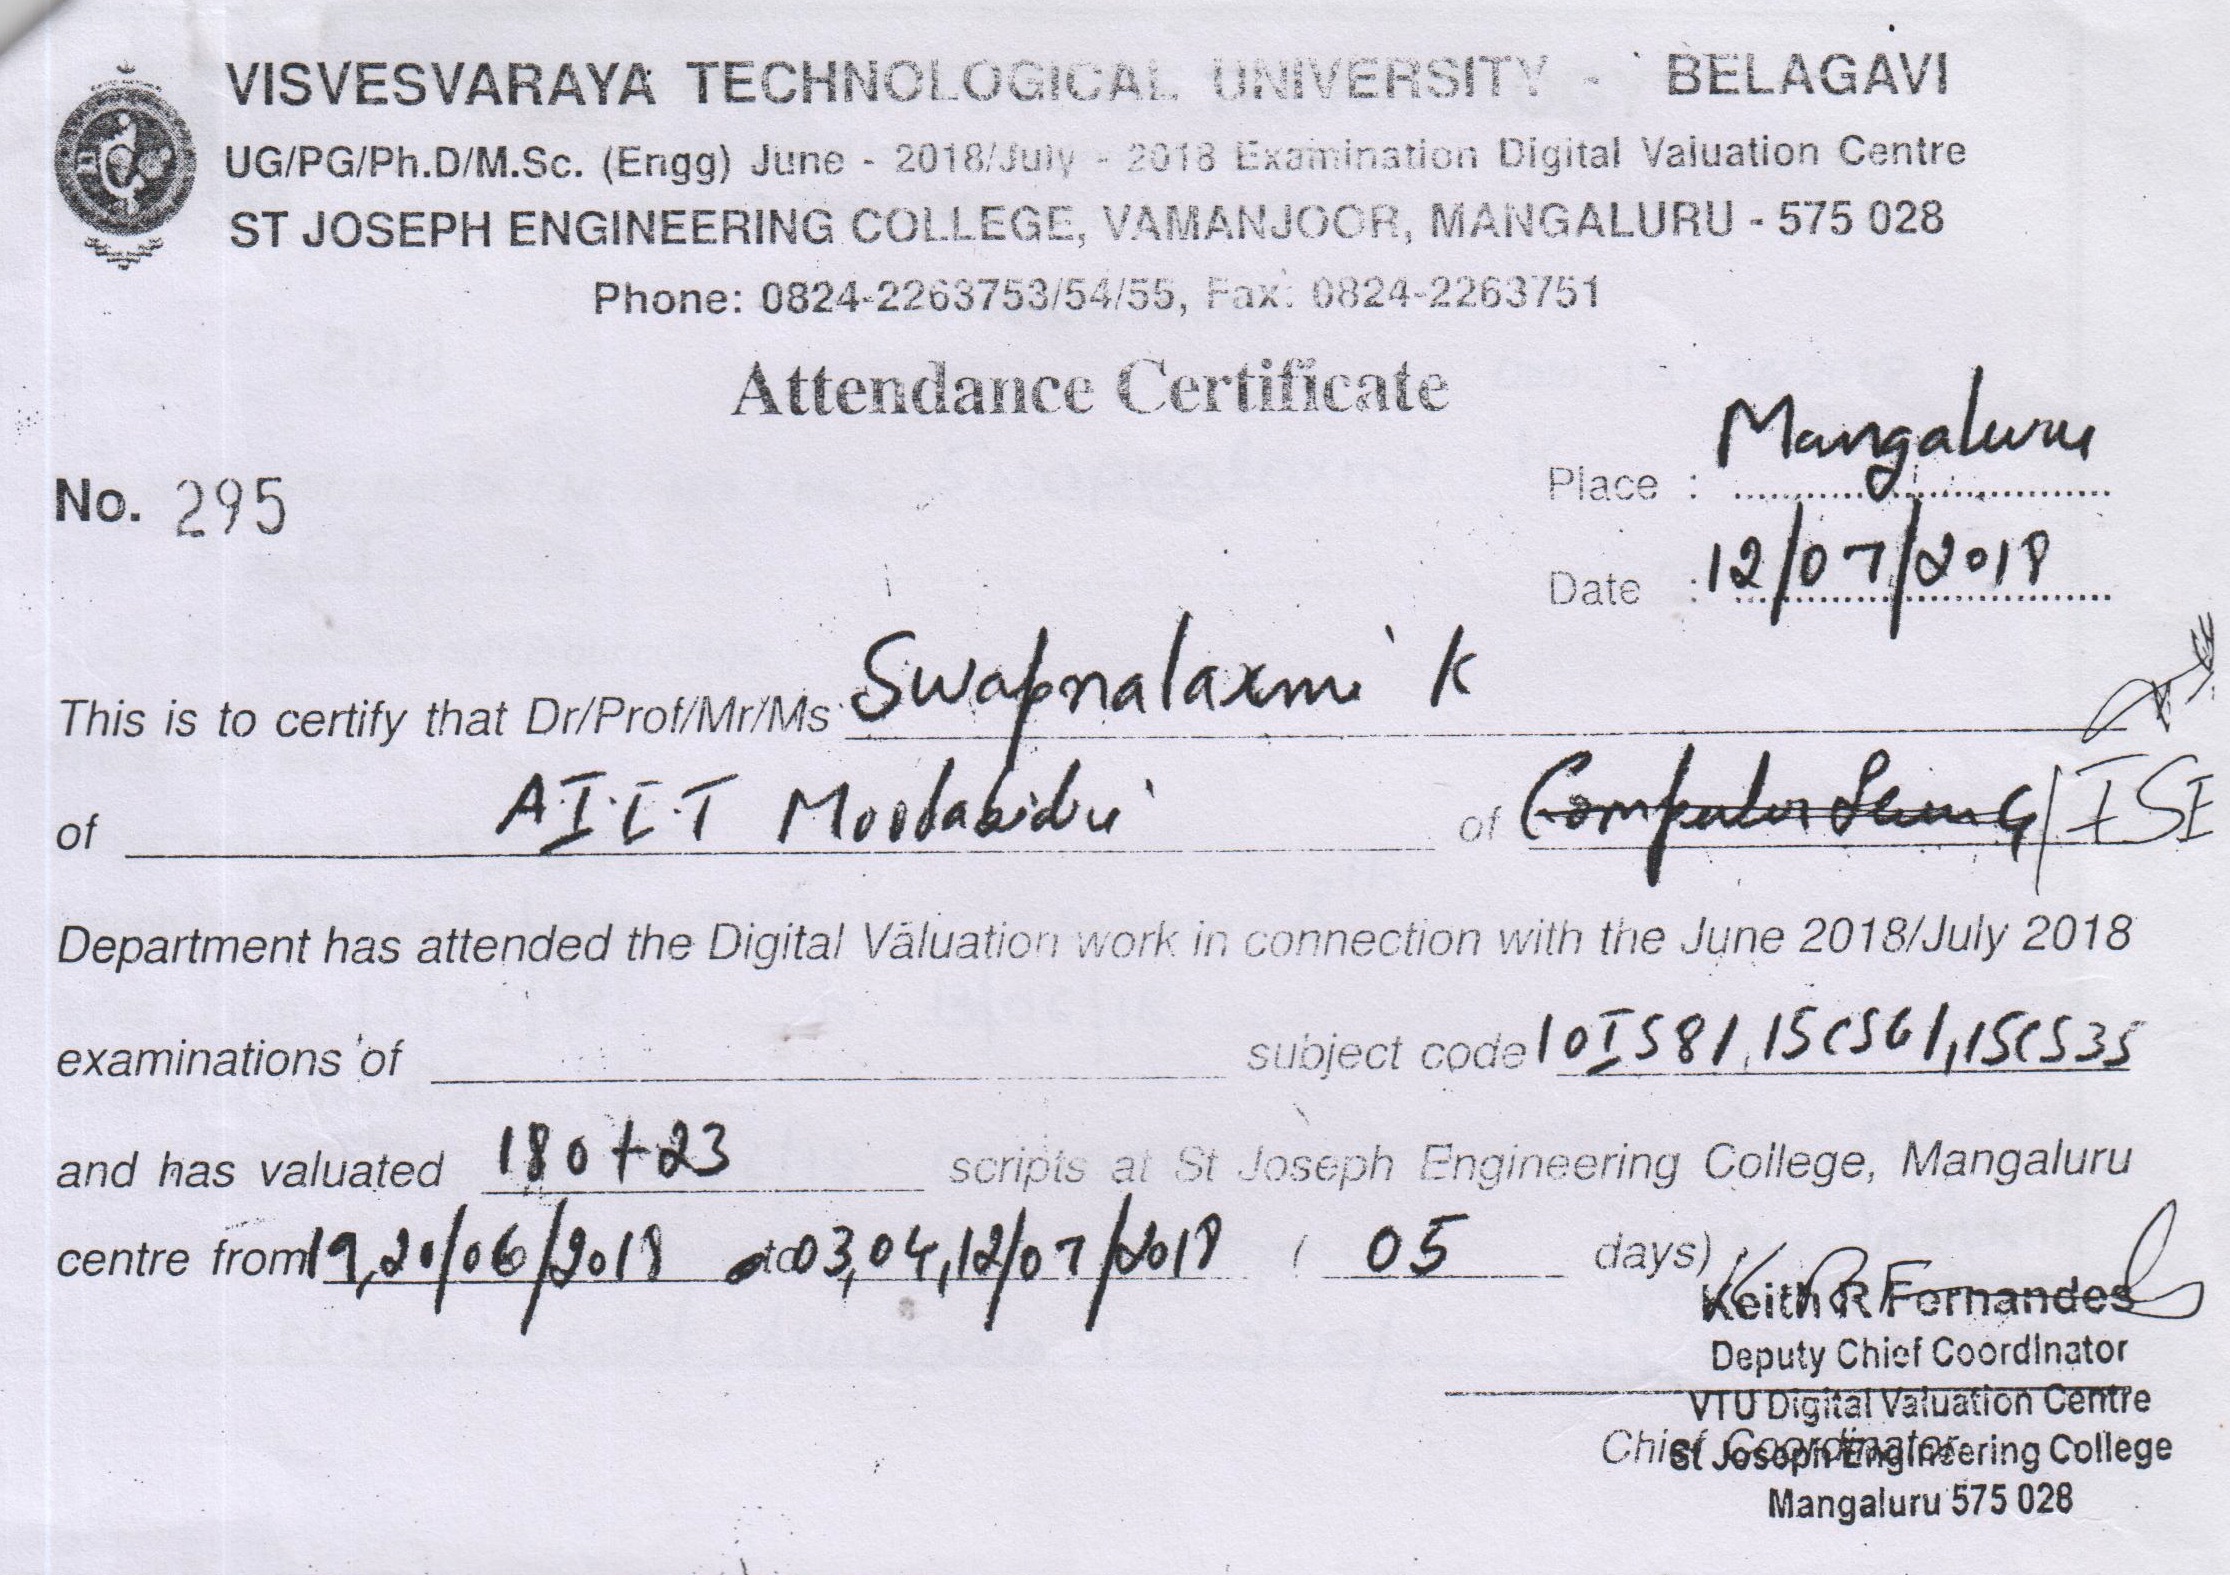 VISVESVARAYA TECHNOLOGICAL UNIVERSITY - BELAGAVI
UG/PG/Ph.D/M.Sc. (Engg) June - 2018/July - 2018 Examination Digital Valuation Centre
ST JOSEPH ENGINEERING COLLEGE, VAMANJOOR, MANGALURU - 575 028
Phone: 0824-2263753/54/55, Fax: 0824-2263751
Attendance Certificate
Place : Mangaluru
No. 295
Date : 12/07/2018
This is to certify that Dr/Prof/Mr/Ms Swapnalaxmi K
of A.I.E.T Moodabidri of Computer Science / ISE
Department has attended the Digital Valuation work in connection with the June 2018/July 2018
examinations of subject code 10IS81, 15CS61, 15CS35
and has valuated 180+23 scripts at St Joseph Engineering College, Mangaluru
centre from 19,20/06/2018 to 03,04,12/07/2018 ( 05 days)
Keith R Fernandes
Deputy Chief Coordinator
VTU Digital Valuation Centre
Chief Coordinator
St Joseph Engineering College
Mangaluru 575 028